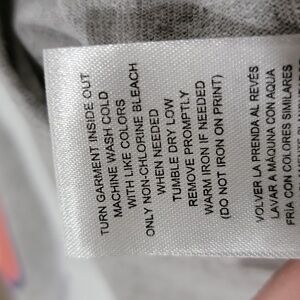 TURN GARMENT INSIDE OUT
MACHINE WASH COLD
WITH LIKE COLORS
ONLY NON-CHLORINE BLEACH
WHEN NEEDED
TUMBLE DRY LOW
REMOVE PROMPTLY
WARM IRON IF NEEDED
(DO NOT IRON ON PRINT)
VOLVER LA PRENDA AL REVÉS
LAVAR A MÁQUINA CON AQUA
FRÍA CON COLORES SIMILARES